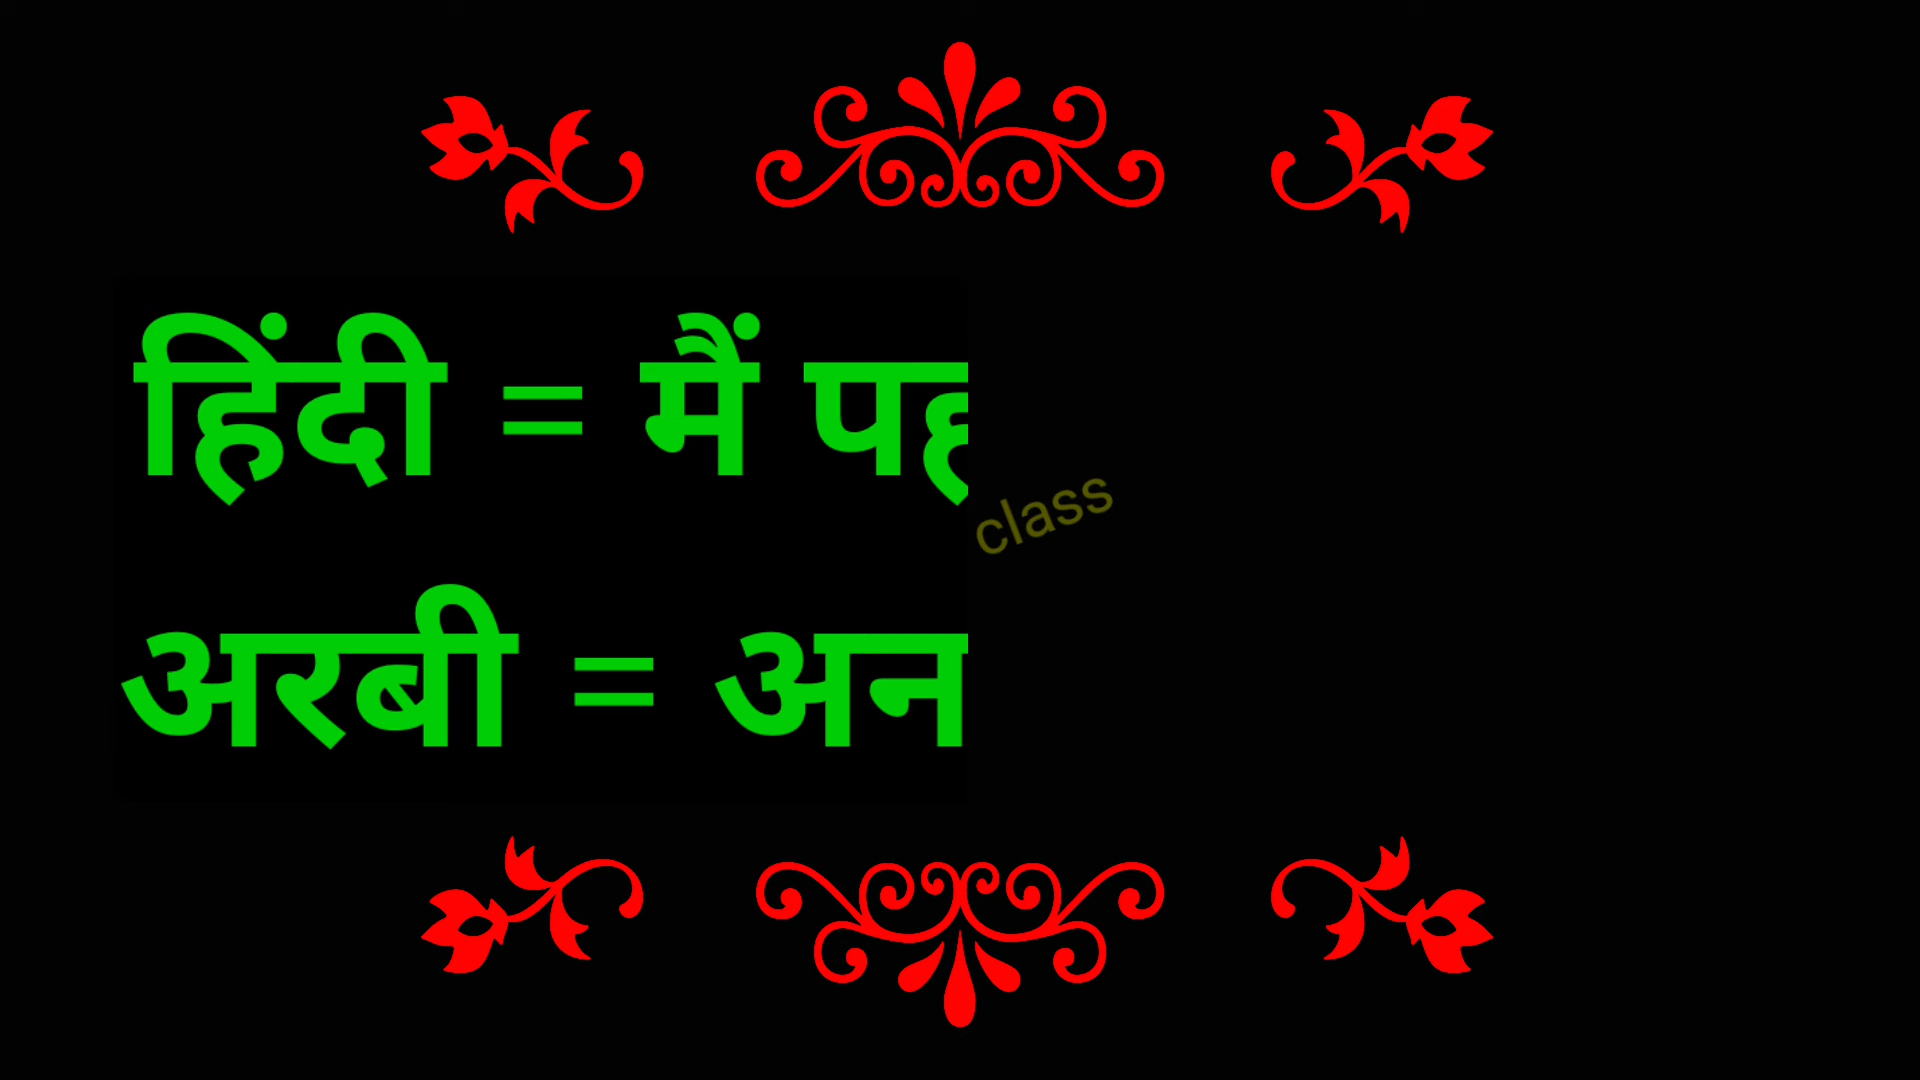 हिंदी = मैं
class
अरबी = अन